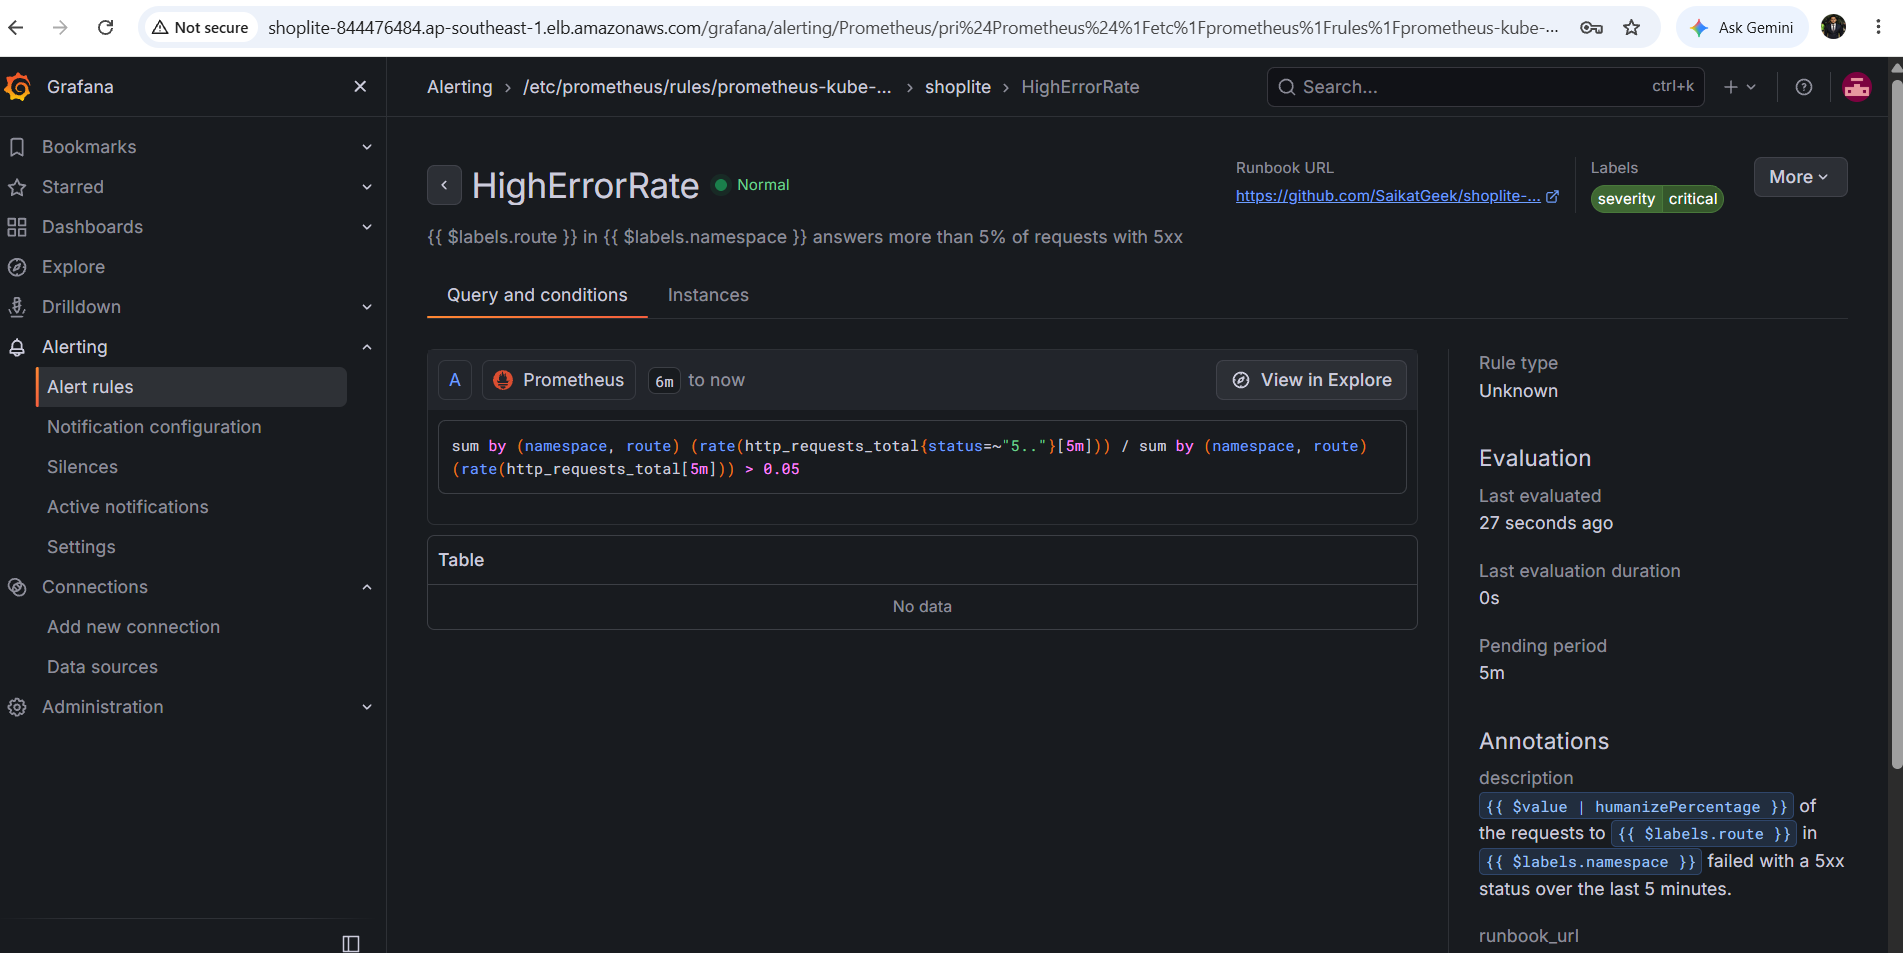 Not secure
shoplite-844476484.ap-southeast-1.elb.amazonaws.com/grafana/alerting/Prometheus/pri%24Prometheus%24%1Fetc%1Fprometheus%1Frules%1Fprometheus-kube-...
Ask Gemini
Grafana
Alerting › /etc/prometheus/rules/prometheus-kube-... › shoplite › HighErrorRate
Search...
ctrl+k
Bookmarks
Starred
Dashboards
Explore
Drilldown
Alerting
Alert rules
Notification configuration
Silences
Active notifications
Settings
Connections
Add new connection
Data sources
Administration
HighErrorRate
Normal
Runbook URL
https://github.com/SaikatGeek/shoplite-...
Labels
severity critical
More
{{ $labels.route }} in {{ $labels.namespace }} answers more than 5% of requests with 5xx
Query and conditions
Instances
A
Prometheus
6m to now
View in Explore
sum by (namespace, route) (rate(http_requests_total{status=~"5.."}[5m])) / sum by (namespace, route)
(rate(http_requests_total[5m])) > 0.05
Table
No data
Rule type
Unknown
Evaluation
Last evaluated
27 seconds ago
Last evaluation duration
0s
Pending period
5m
Annotations
description
{{ $value | humanizePercentage }} of
the requests to {{ $labels.route }} in
{{ $labels.namespace }} failed with a 5xx
status over the last 5 minutes.
runbook_url